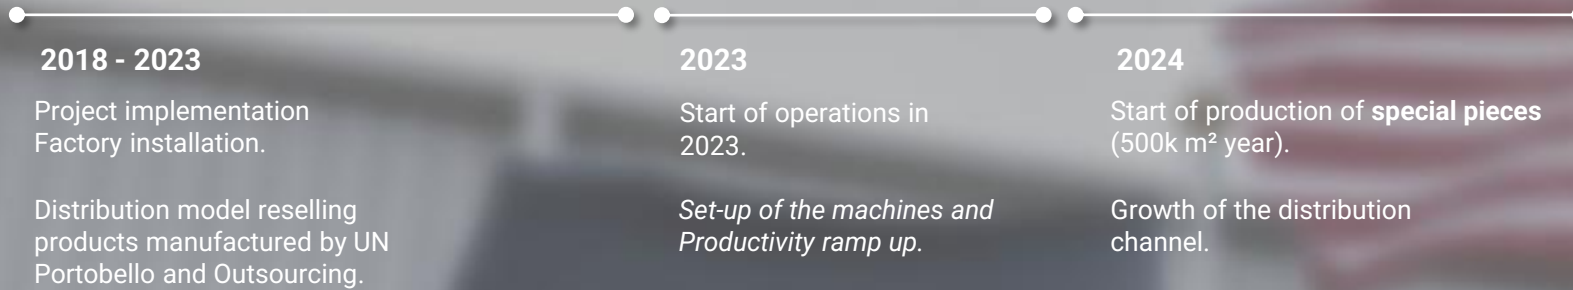 2018 - 2023
Project implementation
Factory installation.
Distribution model reselling
products manufactured by UN
Portobello and Outsourcing.
2023
Start of operations in
2023.
Set-up of the machines and
Productivity ramp up.
2024
Start of production of special pieces
(500k m² year).
Growth of the distribution
channel.